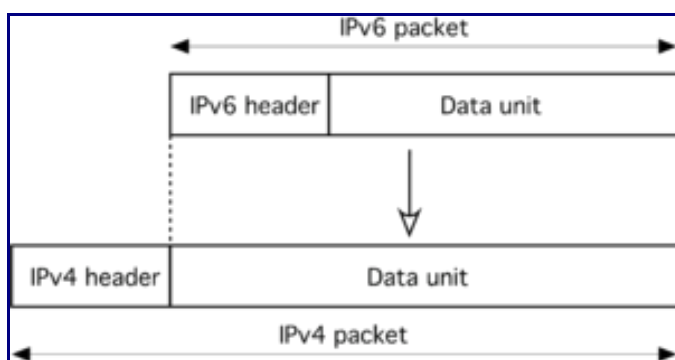 IPv6 packet
IPv6 header
Data unit
IPv4 header
Data unit
IPv4 packet